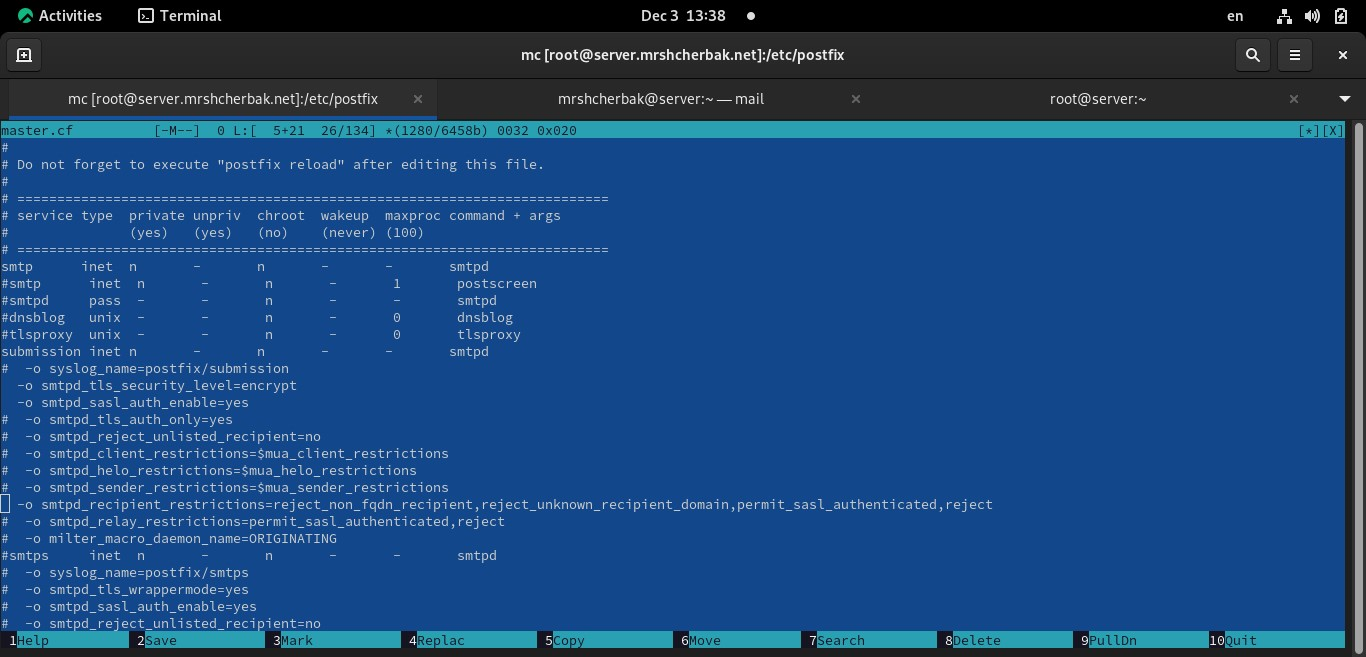 Activities Terminal Dec 3 13:38 en
mc [root@server.mrshcherbak.net]:/etc/postfix
mc [root@server.mrshcherbak.net]:/etc/postfix mrshcherbak@server:~ — mail root@server:~
master.cf [-M--] 0 L:[ 5+21 26/134] *(1280/6458b) 0032 0x020 [*][X]
#
# Do not forget to execute "postfix reload" after editing this file.
#
# ==========================================================================
# service type private unpriv chroot wakeup maxproc command + args
# (yes) (yes) (no) (never) (100)
# ==========================================================================
smtp inet n - n - - smtpd
#smtp inet n - n - 1 postscreen
#smtpd pass - - n - - smtpd
#dnsblog unix - - n - 0 dnsblog
#tlsproxy unix - - n - 0 tlsproxy
submission inet n - n - - smtpd
# -o syslog_name=postfix/submission
-o smtpd_tls_security_level=encrypt
-o smtpd_sasl_auth_enable=yes
# -o smtpd_tls_auth_only=yes
# -o smtpd_reject_unlisted_recipient=no
# -o smtpd_client_restrictions=$mua_client_restrictions
# -o smtpd_helo_restrictions=$mua_helo_restrictions
# -o smtpd_sender_restrictions=$mua_sender_restrictions
-o smtpd_recipient_restrictions=reject_non_fqdn_recipient,reject_unknown_recipient_domain,permit_sasl_authenticated,reject
# -o smtpd_relay_restrictions=permit_sasl_authenticated,reject
# -o milter_macro_daemon_name=ORIGINATING
#smtps inet n - n - - smtpd
# -o syslog_name=postfix/smtps
# -o smtpd_tls_wrappermode=yes
# -o smtpd_sasl_auth_enable=yes
# -o smtpd_reject_unlisted_recipient=no
1Help 2Save 3Mark 4Replac 5Copy 6Move 7Search 8Delete 9PullDn 10Quit